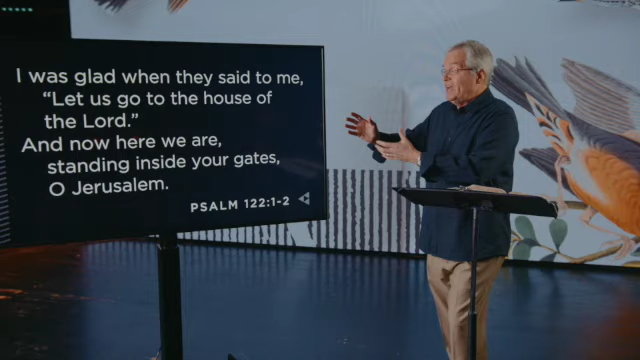 I was glad when they said to me,
“Let us go to the house of
the Lord.”
And now here we are,
standing inside your gates,
O Jerusalem.
PSALM 122:1-2